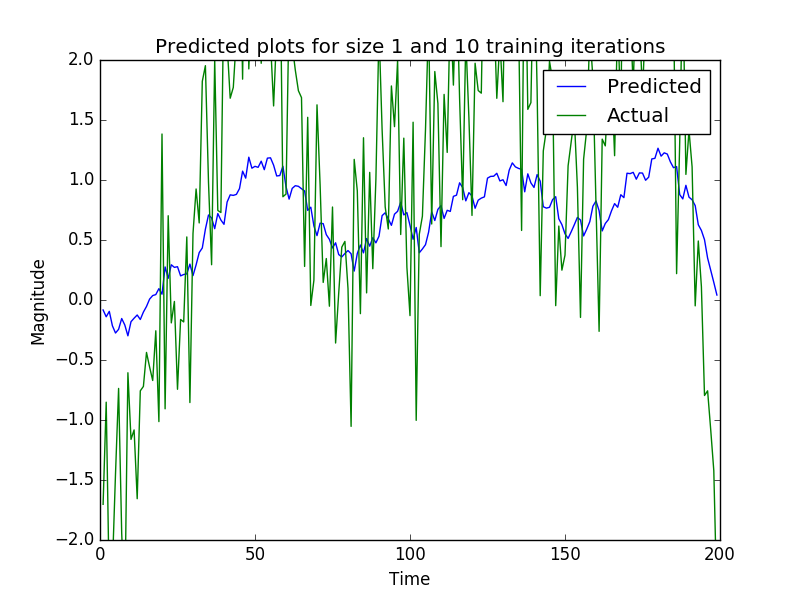 Predicted plots for size 1 and 10 training iterations
2.0
1.5
1.0
0.5
0.0
−0.5
−1.0
−1.5
−2.0
Magnitude
Predicted
Actual
0 50 100 150 200
Time